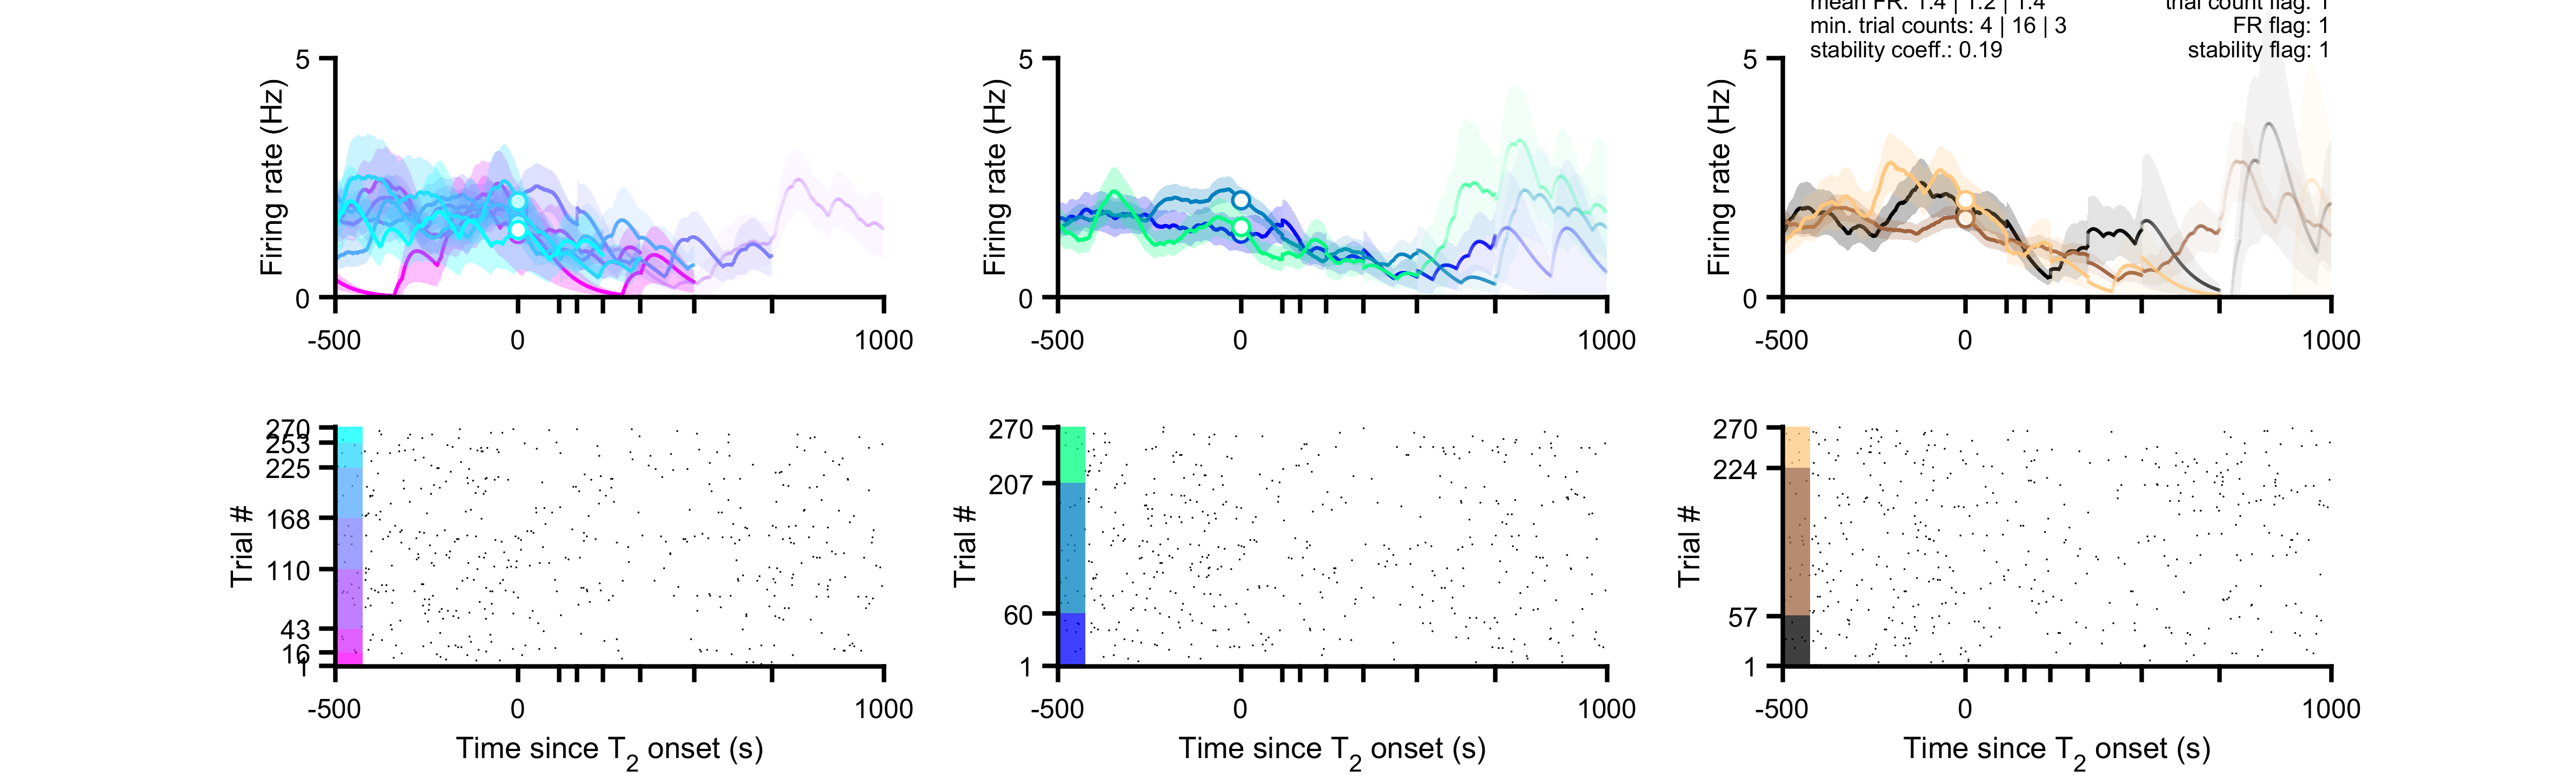 mean FR: 1.4 | 1.2 | 1.4 trial count flag: 1
min. trial counts: 4 | 16 | 3 FR flag: 1
stability coeff.: 0.19 stability flag: 1
5 5 5
Firing rate (Hz) Firing rate (Hz) Firing rate (Hz)
0 0 0
-500 0 1000 -500 0 1000 -500 0 1000
270 270 270
253
225 224
207
168
Trial # Trial # Trial #
110
60 57
43
16
1 1 1
-500 0 1000 -500 0 1000 -500 0 1000
Time since T2 onset (s) Time since T2 onset (s) Time since T2 onset (s)